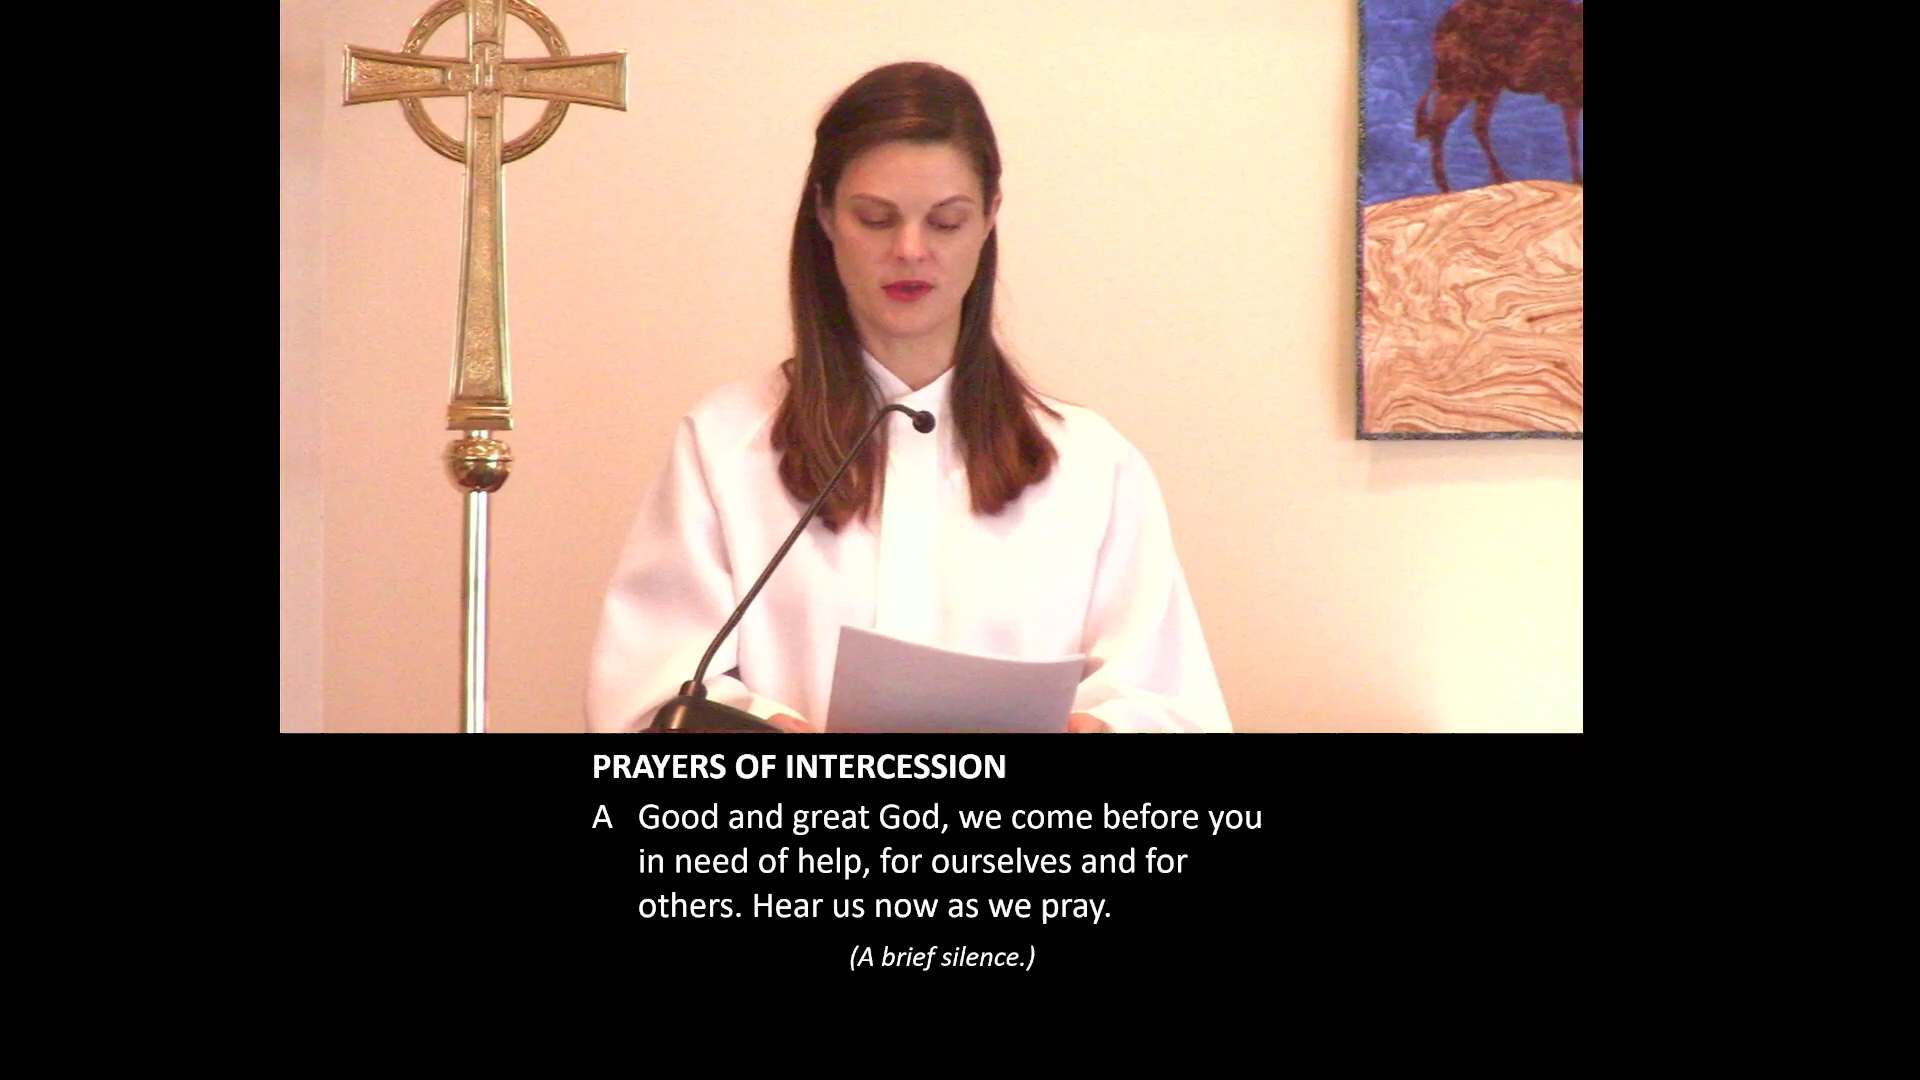 PRAYERS OF INTERCESSION
A Good and great God, we come before you
in need of help, for ourselves and for
others. Hear us now as we pray.
(A brief silence.)